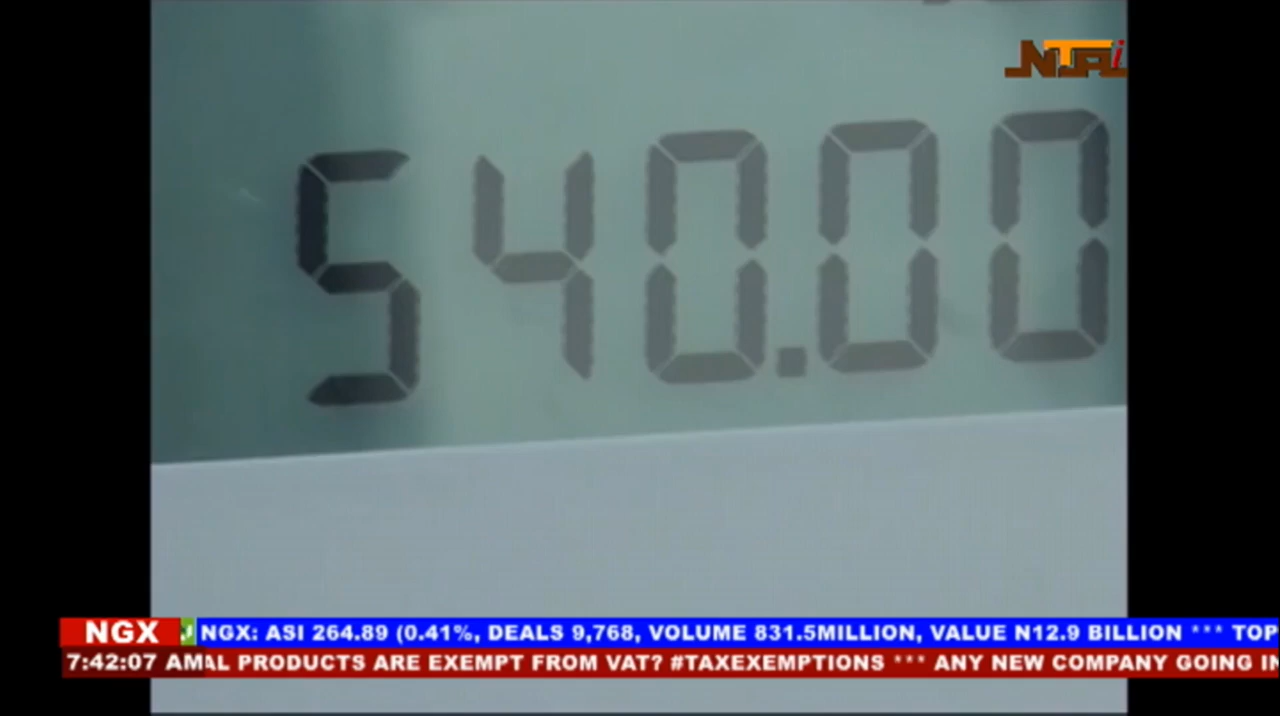 NTAi
540.00
NGX NGX: ASI 264.89 (0.41%, DEALS 9,768, VOLUME 831.5MILLION, VALUE N12.9 BILLION *** TOP
7:42:07 AM AL PRODUCTS ARE EXEMPT FROM VAT? #TAXEXEMPTIONS *** ANY NEW COMPANY GOING IN